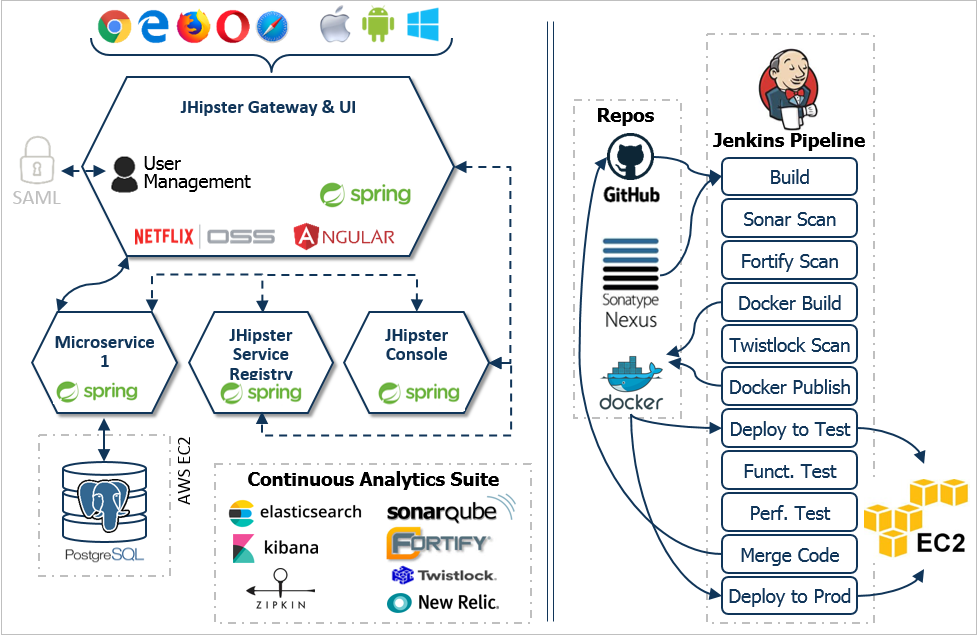 JHipster Gateway & UI
User
Management
SAML
spring
NETFLIX OSS
ANGULAR
Microservice
1
spring
JHipster
Service
Registry
spring
JHipster
Console
spring
AWS EC2
PostgreSQL
Continuous Analytics Suite
elasticsearch
sonarqube
kibana
FORTIFY
ZIPKIN
Twistlock
New Relic.
Repos
GitHub
Sonatype
Nexus
docker
Jenkins Pipeline
Build
Sonar Scan
Fortify Scan
Docker Build
Twistlock Scan
Docker Publish
Deploy to Test
Funct. Test
Perf. Test
Merge Code
Deploy to Prod
EC2